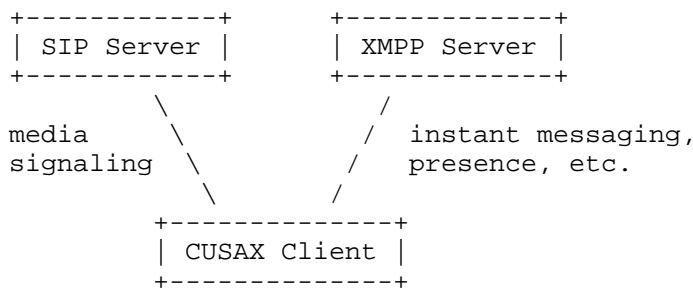 SIP Server XMPP Server
media instant messaging,
signaling presence, etc.
CUSAX Client